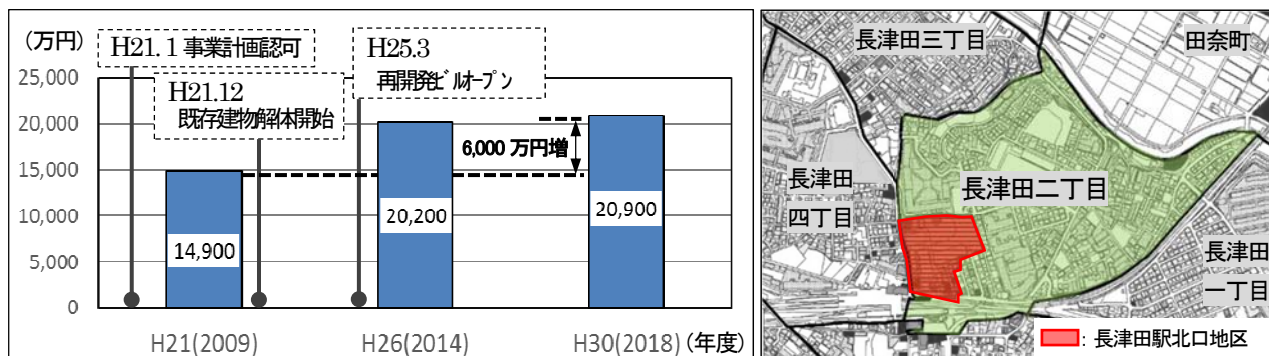 (万円)
H21.1 事業計画認可
H25.3
再開発ビルオープン
H21.12
既存建物解体開始
25,000
20,000
15,000
10,000
5,000
0
6,000 万円増
14,900
20,200
20,900
H21(2009)
H26(2014)
H30(2018)
(年度)
長津田三丁目
田奈町
長津田
四丁目
長津田二丁目
長津田
一丁目
: 長津田駅北口地区